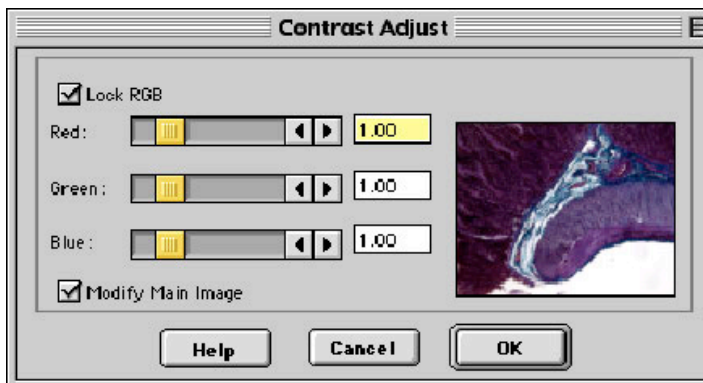 Contrast Adjust
Lock RGB
Red: 1.00
Green: 1.00
Blue: 1.00
Modify Main Image
Help Cancel OK